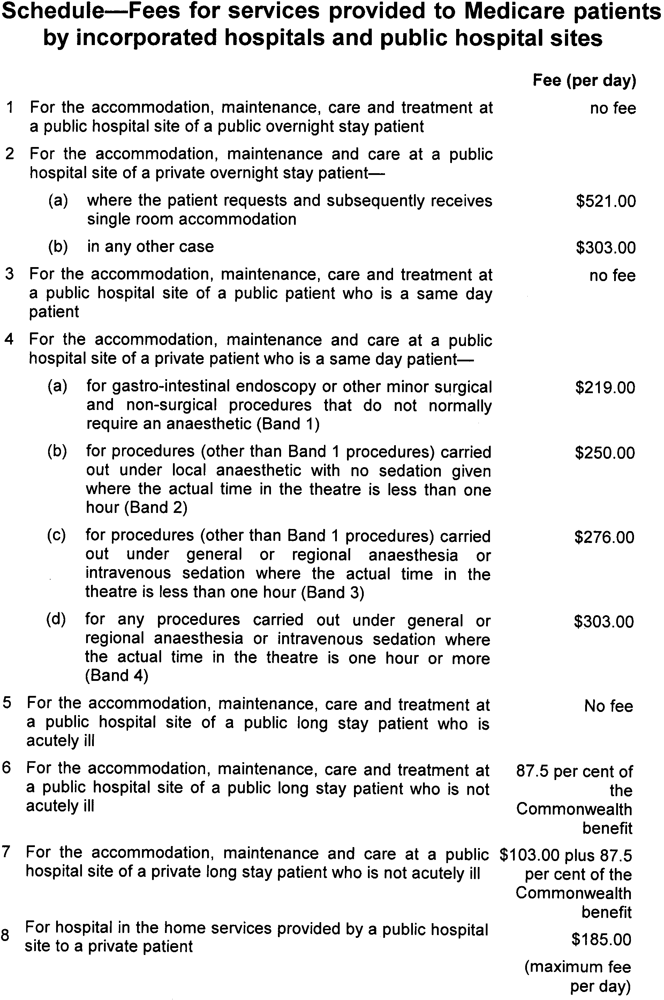 Schedule—Fees for services provided to Medicare patients
by incorporated hospitals and public hospital sites
Fee (per day)
1 For the accommodation, maintenance, care and treatment at no fee
a public hospital site of a public overnight stay patient
2 For the accommodation, maintenance and care at a public
hospital site of a private overnight stay patient—
(a) where the patient requests and subsequently receives $521.00
single room accommodation
(b) in any other case $303.00
3 For the accommodation, maintenance, care and treatment at no fee
a public hospital site of a public patient who is a same day
patient
4 For the accommodation, maintenance and care at a public
hospital site of a private patient who is a same day patient—
(a) for gastro-intestinal endoscopy or other minor surgical $219.00
and non-surgical procedures that do not normally
require an anaesthetic (Band 1)
(b) for procedures (other than Band 1 procedures) carried $250.00
out under local anaesthetic with no sedation given
where the actual time in the theatre is less than one
hour (Band 2)
(c) for procedures (other than Band 1 procedures) carried $276.00
out under general or regional anaesthesia or
intravenous sedation where the actual time in the
theatre is less than one hour (Band 3)
(d) for any procedures carried out under general or $303.00
regional anaesthesia or intravenous sedation where
the actual time in the theatre is one hour or more
(Band 4)
5 For the accommodation, maintenance, care and treatment at No fee
a public hospital site of a public long stay patient who is
acutely ill
6 For the accommodation, maintenance, care and treatment at 87.5 per cent of
a public hospital site of a public long stay patient who is not the
acutely ill Commonwealth
benefit
7 For the accommodation, maintenance and care at a public $103.00 plus 87.5
hospital site of a private long stay patient who is not acutely ill per cent of the
Commonwealth
benefit
8 For hospital in the home services provided by a public hospital $185.00
site to a private patient
(maximum fee
per day)